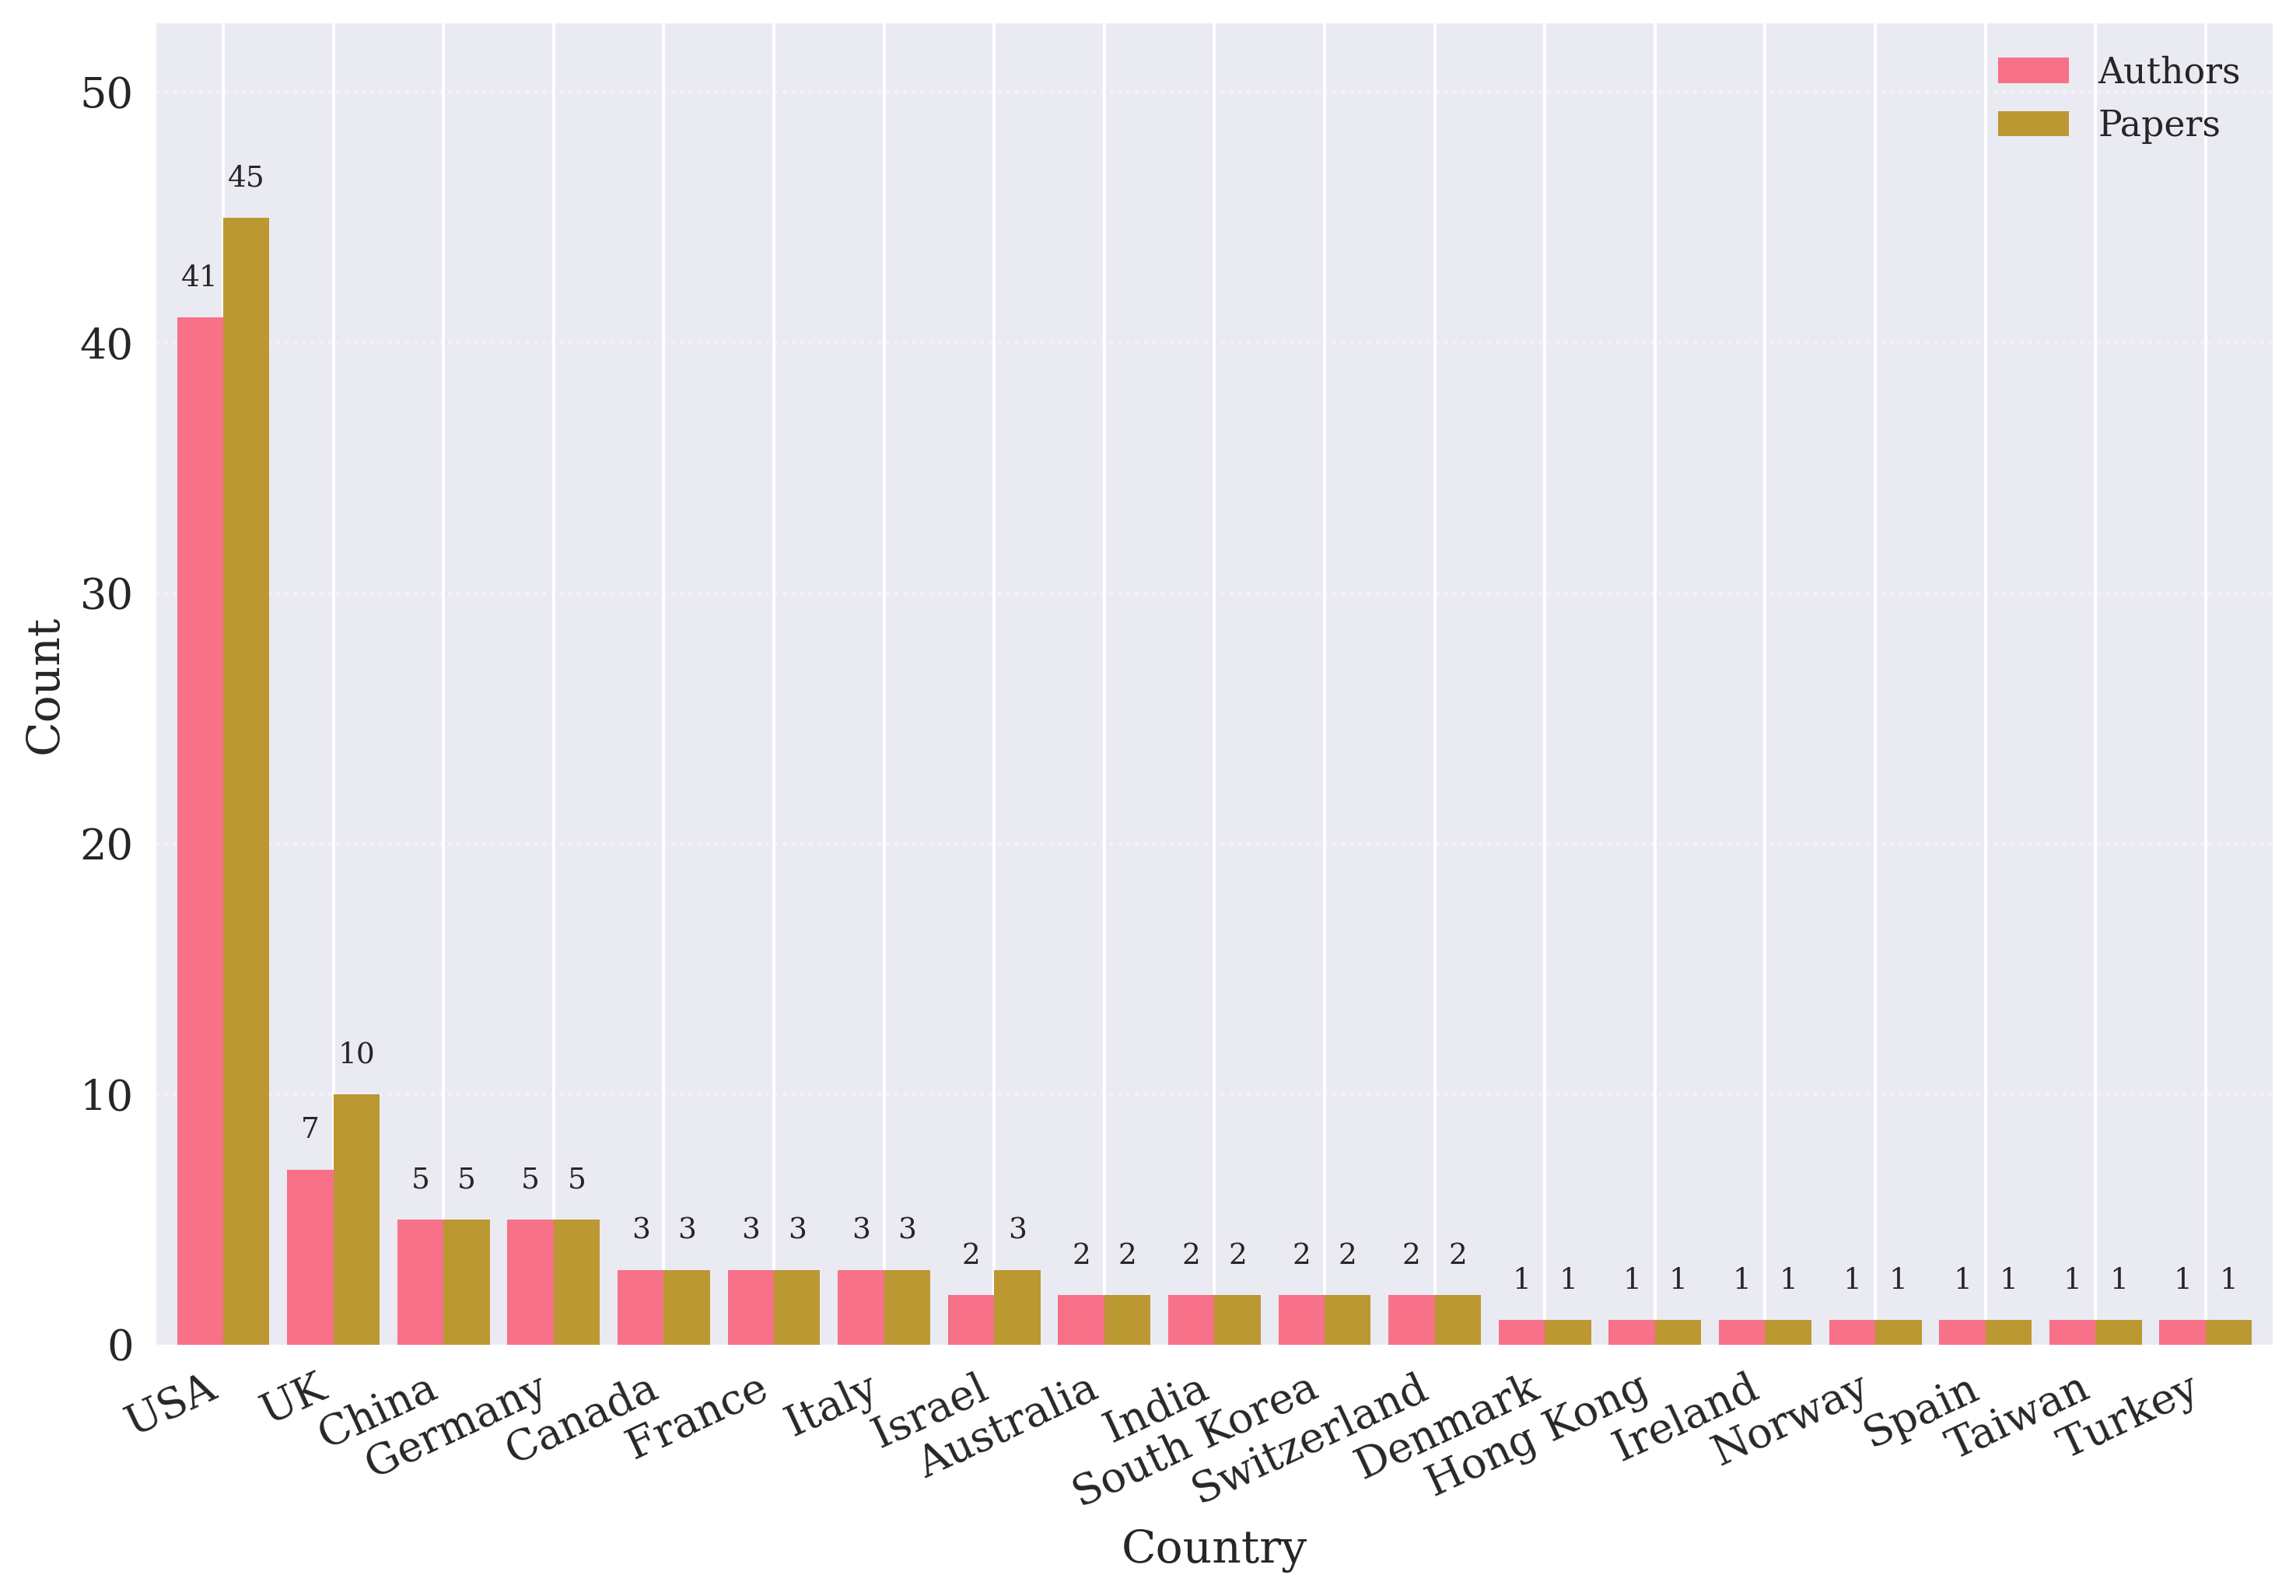 Authors
Papers
Count
50
40
30
20
10
0
41 45
7 10
5 5
5 5
3 3
3 3
3 3
2 3
2 2
2 2
2 2
2 2
1 1
1 1
1 1
1 1
1 1
1 1
1 1
USA
UK
China
Germany
Canada
France
Italy
Israel
Australia
India
South Korea
Switzerland
Denmark
Hong Kong
Ireland
Norway
Spain
Taiwan
Turkey
Country